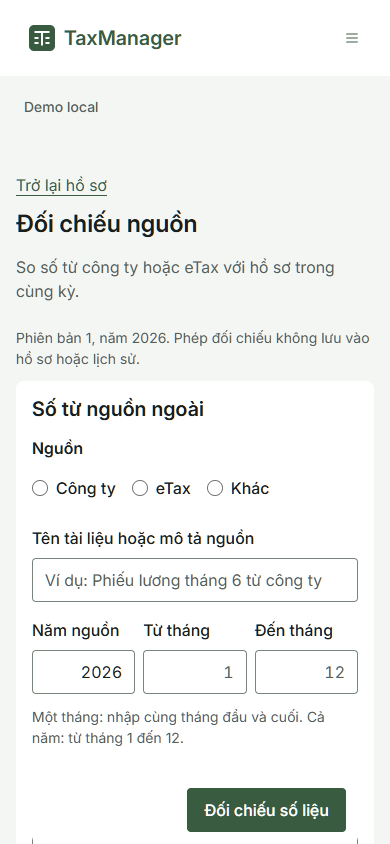 TaxManager
Demo local
Trở lại hồ sơ
Đối chiếu nguồn
So số từ công ty hoặc eTax với hồ sơ trong
cùng kỳ.
Phiên bản 1, năm 2026. Phép đối chiếu không lưu vào
hồ sơ hoặc lịch sử.
Số từ nguồn ngoài
Nguồn
Công ty eTax Khác
Tên tài liệu hoặc mô tả nguồn
Ví dụ: Phiếu lương tháng 6 từ công ty
Năm nguồn Từ tháng Đến tháng
2026 1 12
Một tháng: nhập cùng tháng đầu và cuối. Cả
năm: từ tháng 1 đến 12.
Đối chiếu số liệu